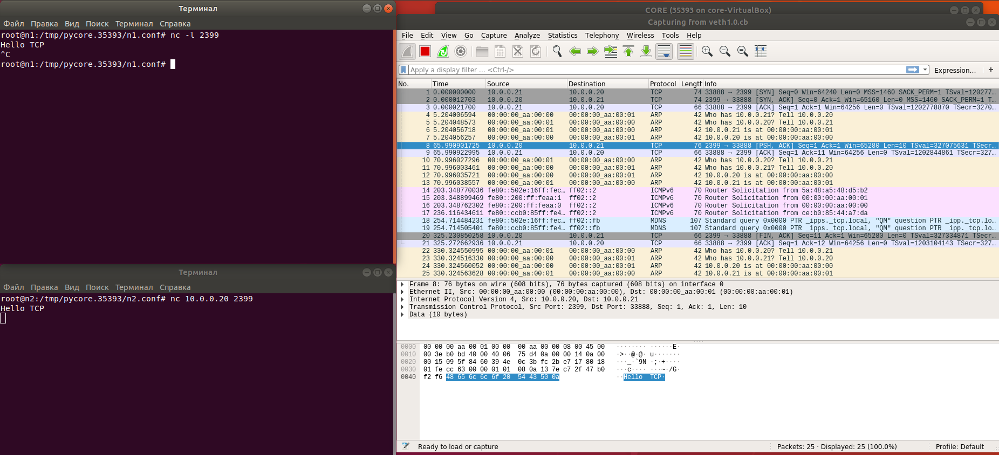 Терминал
Файл Правка Вид Поиск Терминал Справка
root@n1:/tmp/pycore.35393/n1.conf# nc -l 2399
Hello TCP
^C
root@n1:/tmp/pycore.35393/n1.conf#
Терминал
Файл Правка Вид Поиск Терминал Справка
root@n2:/tmp/pycore.35393/n2.conf# nc 10.0.0.20 2399
Hello TCP
CORE (35393 on core-VirtualBox)
Capturing from veth1.0.cb
File Edit View Go Capture Analyze Statistics Telephony Wireless Tools Help
Apply a display filter ... <Ctrl-/> Expression... +
No. Time Source Destination Protocol Length Info
1 0.000000000 10.0.0.21 10.0.0.20 TCP 74 33888 → 2399 [SYN] Seq=0 Win=64240 Len=0 MSS=1460 SACK_PERM=1 TSval=120277...
2 0.000012703 10.0.0.20 10.0.0.21 TCP 74 2399 → 33888 [SYN, ACK] Seq=0 Ack=1 Win=65160 Len=0 MSS=1460 SACK_PERM=1 T...
3 0.000021700 10.0.0.21 10.0.0.20 TCP 66 33888 → 2399 [ACK] Seq=1 Ack=1 Win=64256 Len=0 TSval=1202778870 TSecr=3270...
4 5.204006594 00:00:00_aa:00:00 00:00:00_aa:00:01 ARP 42 Who has 10.0.0.21? Tell 10.0.0.20
5 5.204048573 00:00:00_aa:00:01 00:00:00_aa:00:00 ARP 42 Who has 10.0.0.20? Tell 10.0.0.21
6 5.204056718 00:00:00_aa:00:01 00:00:00_aa:00:00 ARP 42 10.0.0.21 is at 00:00:00:aa:00:01
7 5.204056257 00:00:00_aa:00:00 00:00:00_aa:00:01 ARP 42 10.0.0.20 is at 00:00:00:aa:00:00
8 65.990901725 10.0.0.20 10.0.0.21 TCP 76 2399 → 33888 [PSH, ACK] Seq=1 Ack=1 Win=65280 Len=10 TSval=327075631 TSecr...
9 65.990922995 10.0.0.21 10.0.0.20 TCP 66 33888 → 2399 [ACK] Seq=1 Ack=11 Win=64256 Len=0 TSval=1202844861 TSecr=327...
10 70.996027296 00:00:00_aa:00:01 00:00:00_aa:00:00 ARP 42 Who has 10.0.0.20? Tell 10.0.0.21
11 70.996003461 00:00:00_aa:00:00 00:00:00_aa:00:01 ARP 42 Who has 10.0.0.21? Tell 10.0.0.20
12 70.996035721 00:00:00_aa:00:00 00:00:00_aa:00:01 ARP 42 10.0.0.20 is at 00:00:00:aa:00:00
13 70.996038557 00:00:00_aa:00:01 00:00:00_aa:00:00 ARP 42 10.0.0.21 is at 00:00:00:aa:00:01
14 203.348770036 fe80::502e:16ff:fec... ff02::2 ICMPv6 70 Router Solicitation from 5a:48:a5:48:d5:b2
15 203.348899469 fe80::200:ff:feaa:1 ff02::2 ICMPv6 70 Router Solicitation from 00:00:00:aa:00:01
16 203.348762302 fe80::200:ff:feaa:0 ff02::2 ICMPv6 70 Router Solicitation from 00:00:00:aa:00:00
17 236.116434611 fe80::ccb0:85ff:fe4... ff02::2 ICMPv6 70 Router Solicitation from ce:b0:85:44:a7:da
18 254.714484231 fe80::502e:16ff:fec... ff02::fb MDNS 107 Standard query 0x0000 PTR _ipps._tcp.local, "QM" question PTR _ipp._tcp.lo...
19 254.714505401 fe80::ccb0:85ff:fe4... ff02::fb MDNS 107 Standard query 0x0000 PTR _ipps._tcp.local, "QM" question PTR _ipp._tcp.lo...
20 325.230850258 10.0.0.20 10.0.0.21 TCP 66 2399 → 33888 [FIN, ACK] Seq=11 Ack=1 Win=65280 Len=0 TSval=327334871 TSecr...
21 325.272662936 10.0.0.21 10.0.0.20 TCP 66 33888 → 2399 [ACK] Seq=1 Ack=12 Win=64256 Len=0 TSval=1203104143 TSecr=327...
22 330.324550995 00:00:00_aa:00:01 00:00:00_aa:00:00 ARP 42 Who has 10.0.0.20? Tell 10.0.0.21
23 330.324516330 00:00:00_aa:00:00 00:00:00_aa:00:01 ARP 42 Who has 10.0.0.21? Tell 10.0.0.20
24 330.324560052 00:00:00_aa:00:00 00:00:00_aa:00:01 ARP 42 10.0.0.20 is at 00:00:00:aa:00:00
25 330.324563628 00:00:00_aa:00:01 00:00:00_aa:00:00 ARP 42 10.0.0.21 is at 00:00:00:aa:00:01
Frame 8: 76 bytes on wire (608 bits), 76 bytes captured (608 bits) on interface 0
Ethernet II, Src: 00:00:00_aa:00:00 (00:00:00:aa:00:00), Dst: 00:00:00_aa:00:01 (00:00:00:aa:00:01)
Internet Protocol Version 4, Src: 10.0.0.20, Dst: 10.0.0.21
Transmission Control Protocol, Src Port: 2399, Dst Port: 33888, Seq: 1, Ack: 1, Len: 10
Data (10 bytes)
0000 00 00 00 aa 00 01 00 00 00 aa 00 00 08 00 45 00 ········ ······E·
0010 00 3e b0 bd 40 00 40 06 75 d4 0a 00 00 14 0a 00 ·>··@·@· u·······
0020 00 15 09 5f 84 60 39 4e 0c 3b fc 2b e7 17 80 18 ···_·`9N ·;·+····
0030 01 fe cc 63 00 00 01 01 08 0a 13 7e c7 2f 47 b0 ···c···· ···~·/G·
0040 f2 f6 48 65 6c 6c 6f 20 54 43 50 0a ··Hello TCP·
Ready to load or capture Packets: 25 · Displayed: 25 (100.0%) Profile: Default